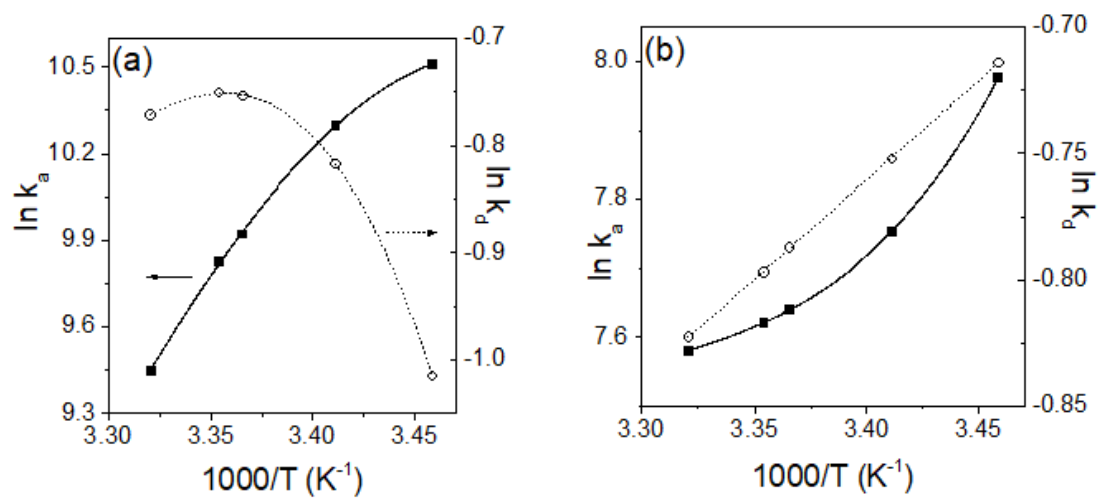 (a)
10.5
10.2
9.9
9.6
9.3
ln k_a
-0.7
-0.8
-0.9
-1.0
ln k_d
3.30 3.35 3.40 3.45
1000/T (K⁻¹)
(b)
8.0
7.8
7.6
ln k_a
-0.70
-0.75
-0.80
-0.85
ln k_d
3.30 3.35 3.40 3.45
1000/T (K⁻¹)